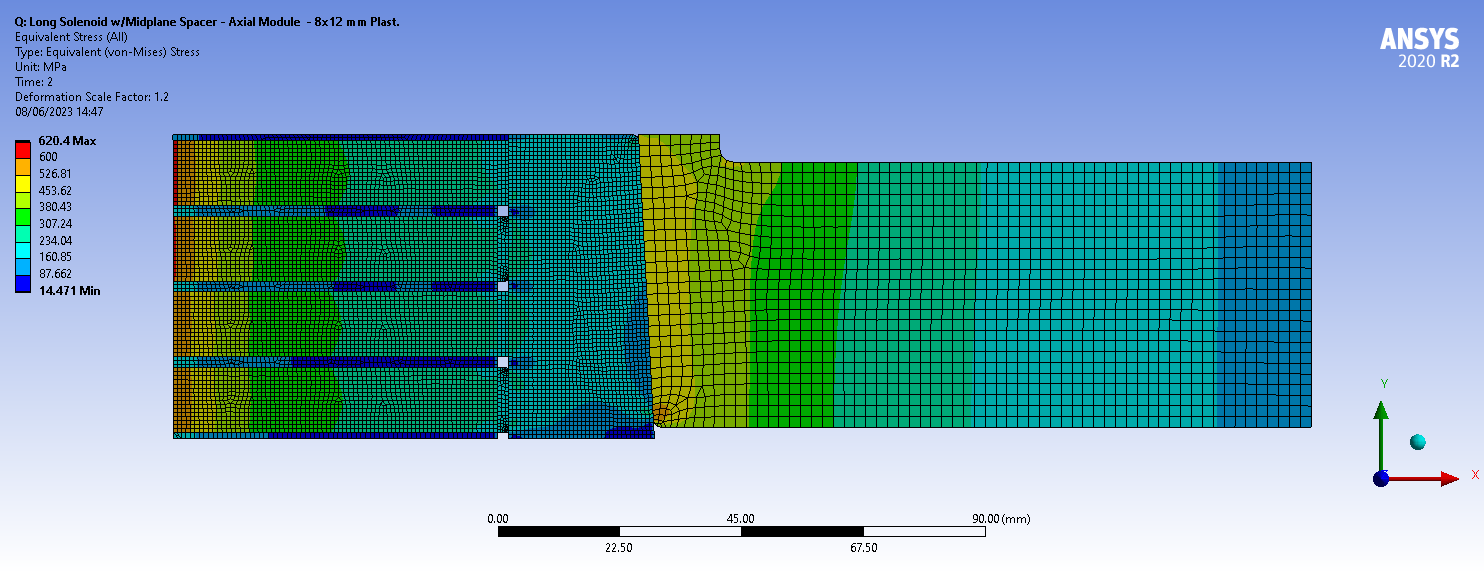 Q: Long Solenoid w/Midplane Spacer - Axial Module - 8x12 mm Plast.
Equivalent Stress (All)
Type: Equivalent (von-Mises) Stress
Unit: MPa
Time: 2
Deformation Scale Factor: 1.2
08/06/2023 14:47
ANSYS
2020 R2
620.4 Max
600
526.81
453.62
380.43
307.24
234.04
160.85
87.662
14.471 Min
Y
X
0.00 45.00 90.00 (mm)
22.50 67.50